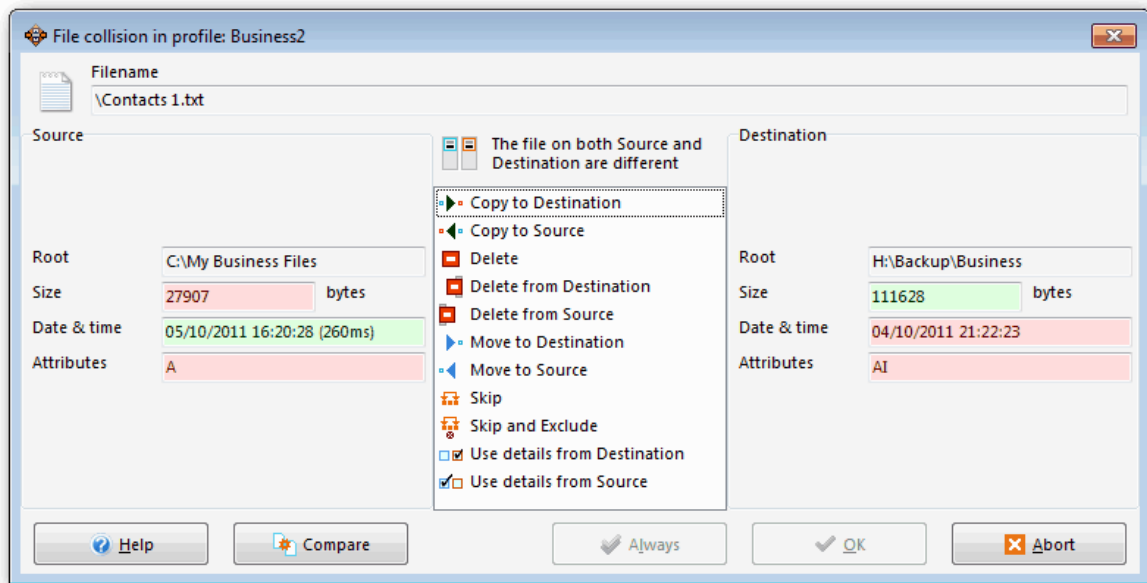 File collision in profile: Business2
Filename
\Contacts 1.txt
Source
The file on both Source and
Destination are different
Destination
Copy to Destination
Copy to Source
Delete
Delete from Destination
Delete from Source
Move to Destination
Move to Source
Skip
Skip and Exclude
Use details from Destination
Use details from Source
Root C:\My Business Files
Size 27907 bytes
Date & time 05/10/2011 16:20:28 (260ms)
Attributes A
Root H:\Backup\Business
Size 111628 bytes
Date & time 04/10/2011 21:22:23
Attributes AI
Help Compare Always OK Abort